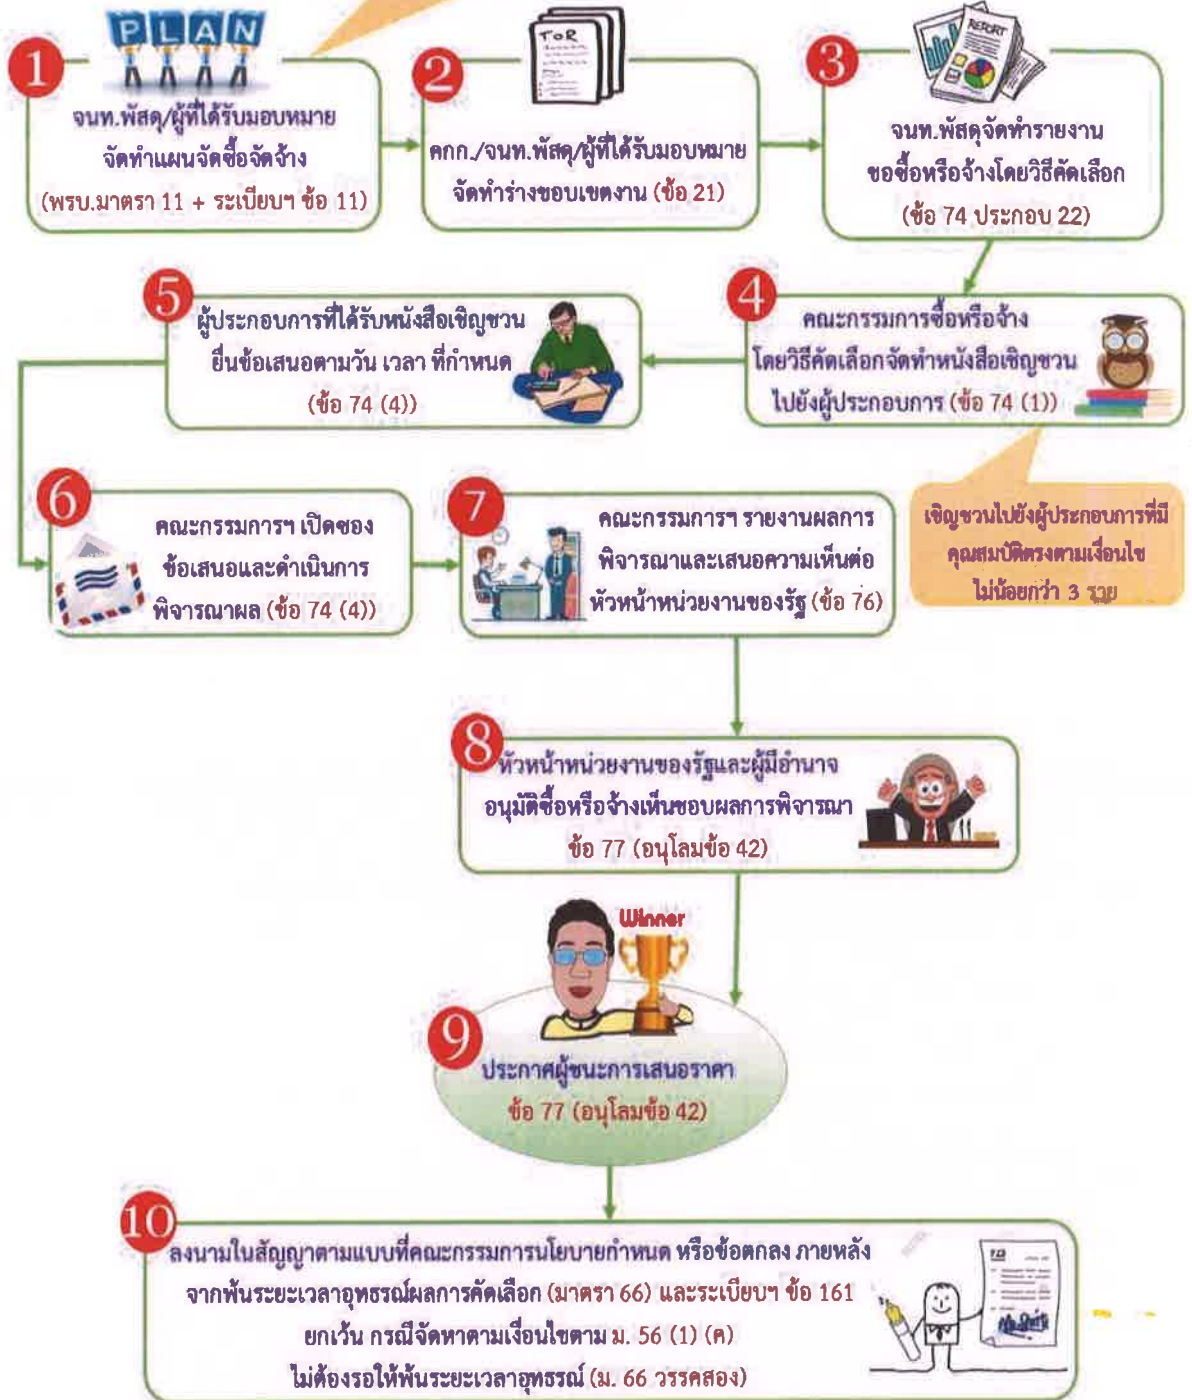 PLAN
1
จนท.พัสดุ/ผู้ที่ได้รับมอบหมาย
จัดทำแผนจัดซื้อจัดจ้าง
(พรบ.มาตรา 11 + ระเบียบฯ ข้อ 11)
TOR
2
คกก./จนท.พัสดุ/ผู้ที่ได้รับมอบหมาย
จัดทำร่างขอบเขตงาน (ข้อ 21)
REPORT
3
จนท.พัสดุจัดทำรายงาน
ขอซื้อหรือจ้างโดยวิธีคัดเลือก
(ข้อ 74 ประกอบ 22)
4
คณะกรรมการซื้อหรือจ้าง
โดยวิธีคัดเลือกจัดทำหนังสือเชิญชวน
ไปยังผู้ประกอบการ (ข้อ 74 (1))
เชิญชวนไปยังผู้ประกอบการที่มี
คุณสมบัติตรงตามเงื่อนไข
ไม่น้อยกว่า 3 ราย
5
ผู้ประกอบการที่ได้รับหนังสือเชิญชวน
ยื่นข้อเสนอตามวัน เวลา ที่กำหนด
(ข้อ 74 (4))
6
คณะกรรมการฯ เปิดซอง
ข้อเสนอและดำเนินการ
พิจารณาผล (ข้อ 74 (4))
7
คณะกรรมการฯ รายงานผลการ
พิจารณาและเสนอความเห็นต่อ
หัวหน้าหน่วยงานของรัฐ (ข้อ 76)
8
หัวหน้าหน่วยงานของรัฐและผู้มีอำนาจ
อนุมัติซื้อหรือจ้างเห็นชอบผลการพิจารณา
ข้อ 77 (อนุโลมข้อ 42)
Winner
9
ประกาศผู้ชนะการเสนอราคา
ข้อ 77 (อนุโลมข้อ 42)
10
ลงนามในสัญญาตามแบบที่คณะกรรมการนโยบายกำหนด หรือข้อตกลง ภายหลัง
จากพ้นระยะเวลาอุทธรณ์ผลการคัดเลือก (มาตรา 66) และระเบียบฯ ข้อ 161
ยกเว้น กรณีจัดหาตามเงื่อนไขตาม ม. 56 (1) (ค)
ไม่ต้องรอให้พ้นระยะเวลาอุทธรณ์ (ม. 66 วรรคสอง)